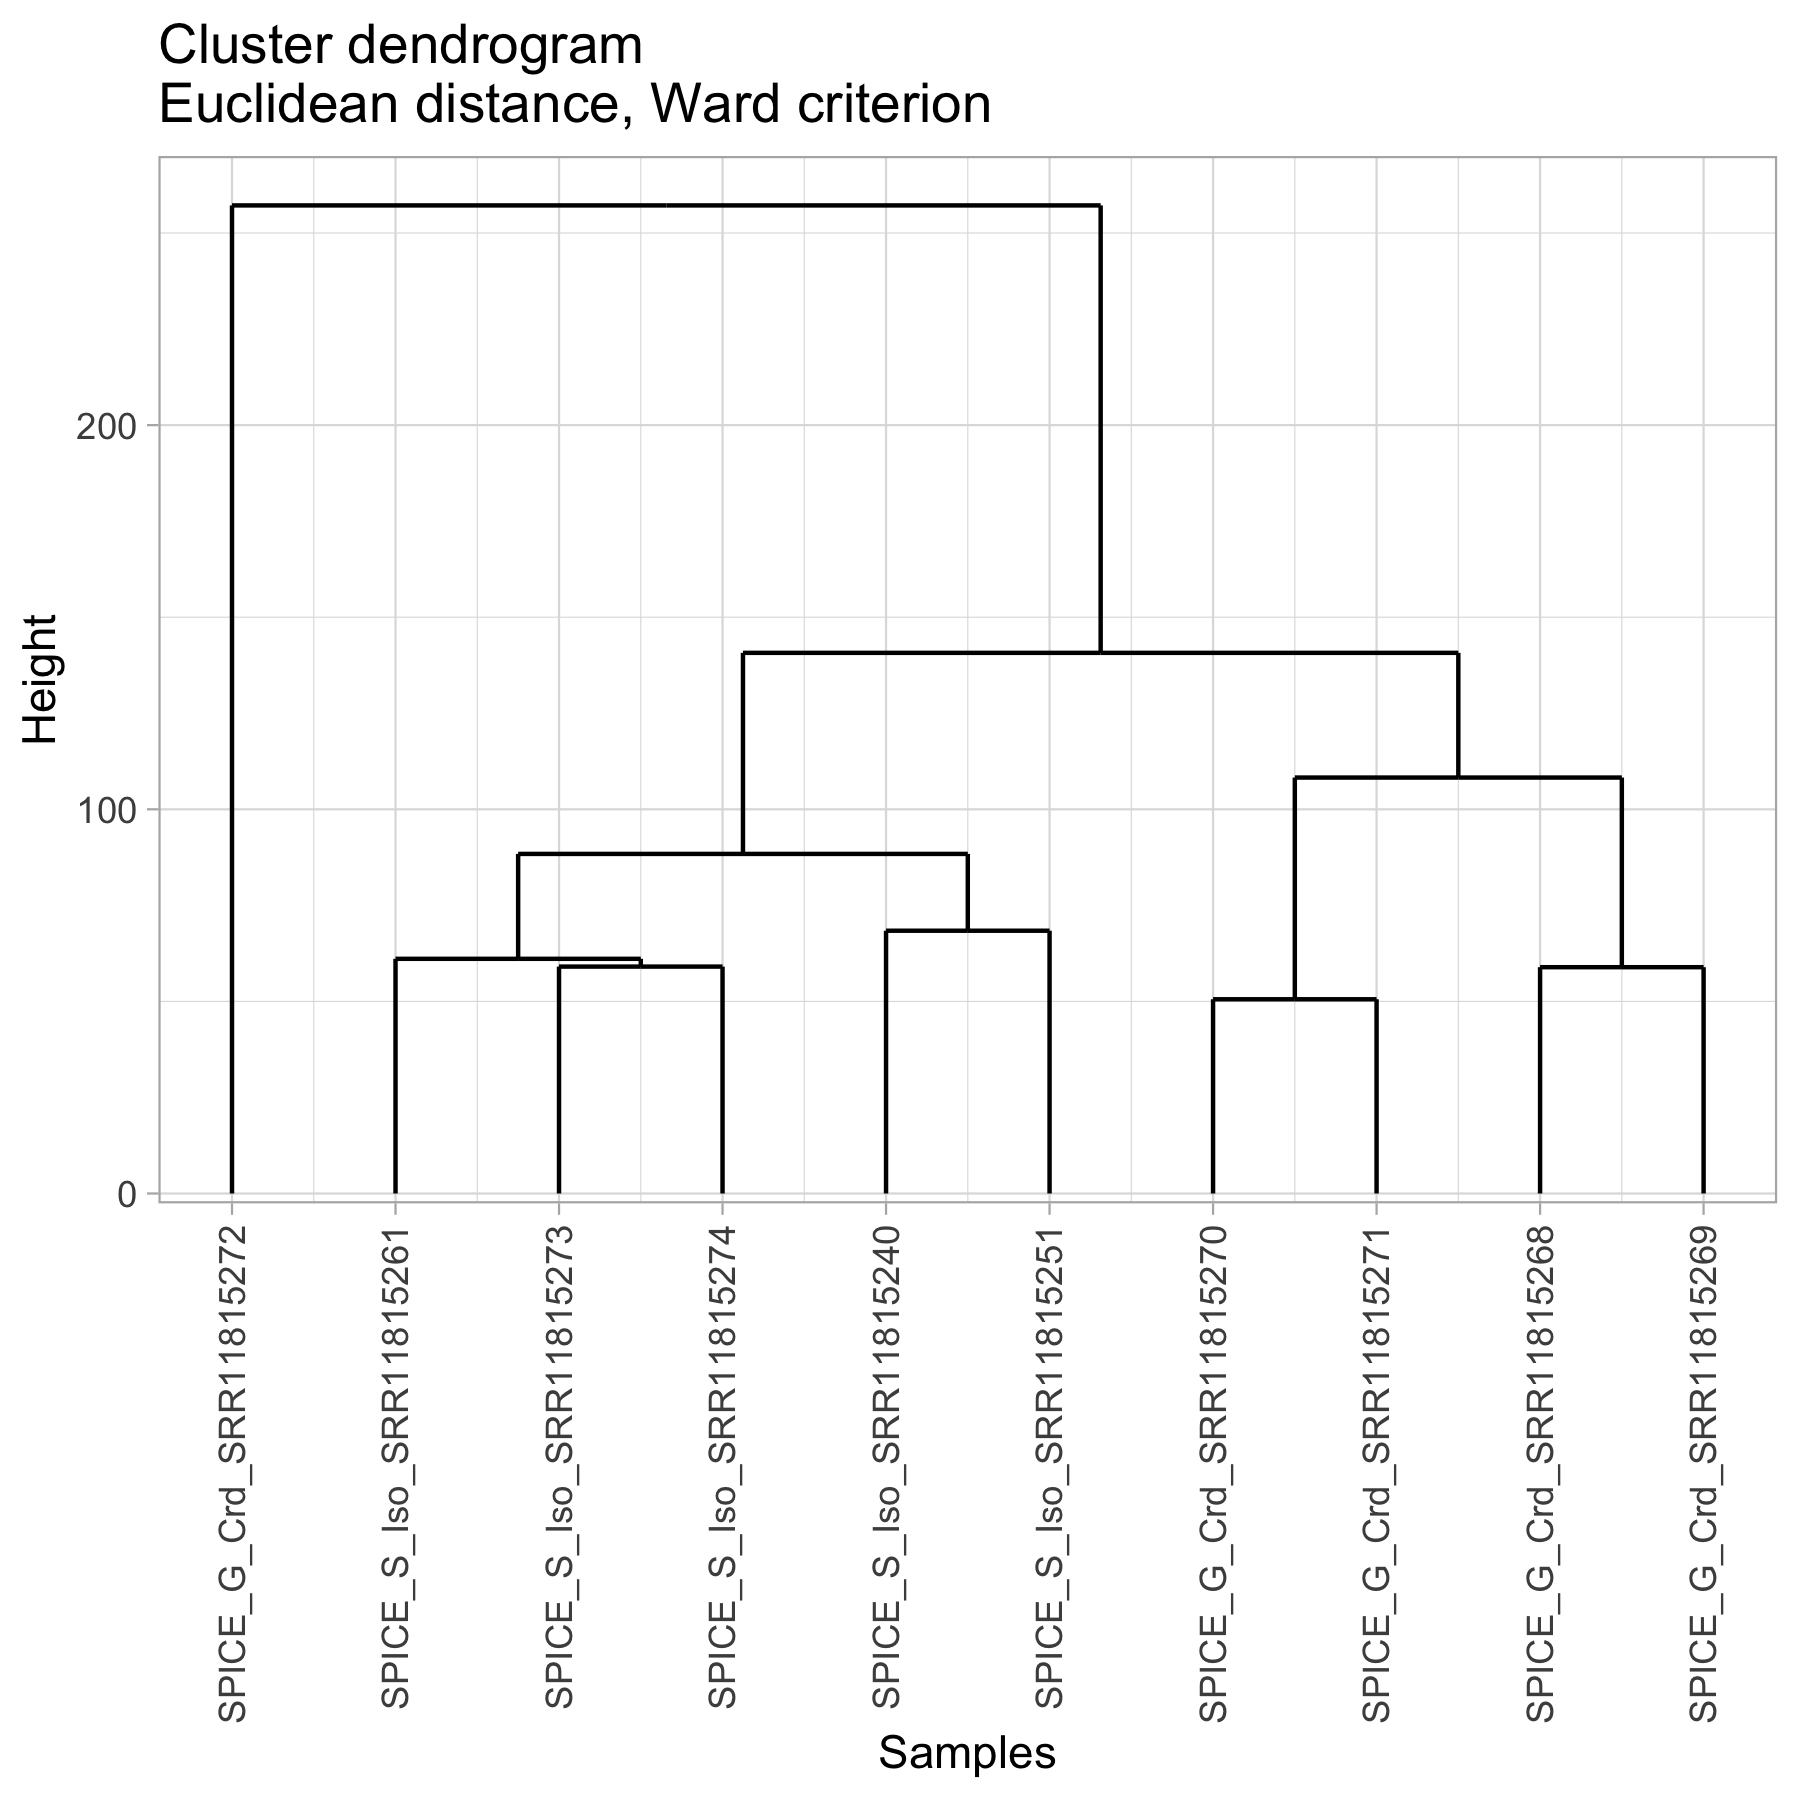 Cluster dendrogram
Euclidean distance, Ward criterion
Height
200
100
0
SPICE_G_Crd_SRR11815272
SPICE_S_Iso_SRR11815261
SPICE_S_Iso_SRR11815273
SPICE_S_Iso_SRR11815274
SPICE_S_Iso_SRR11815240
SPICE_S_Iso_SRR11815251
SPICE_G_Crd_SRR11815270
SPICE_G_Crd_SRR11815271
SPICE_G_Crd_SRR11815268
SPICE_G_Crd_SRR11815269
Samples